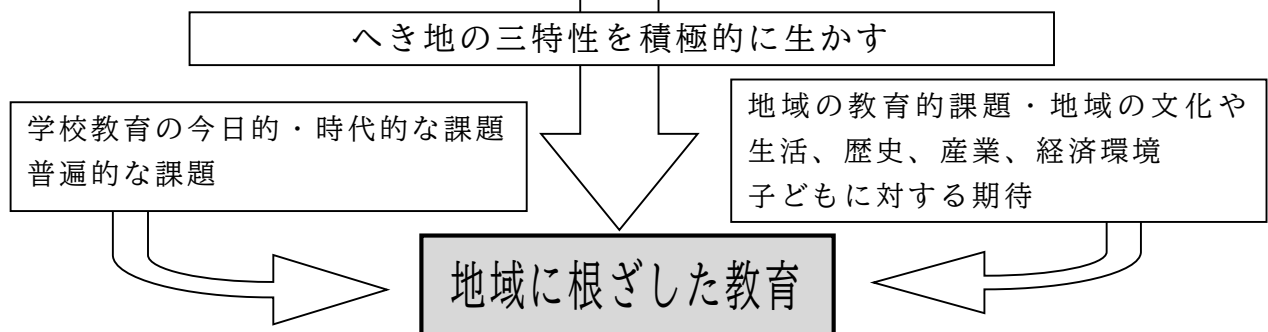 へき地の三特性を積極的に生かす
学校教育の今日的・時代的な課題
普遍的な課題
地域の教育的課題・地域の文化や
生活、歴史、産業、経済環境
子どもに対する期待
地域に根ざした教育